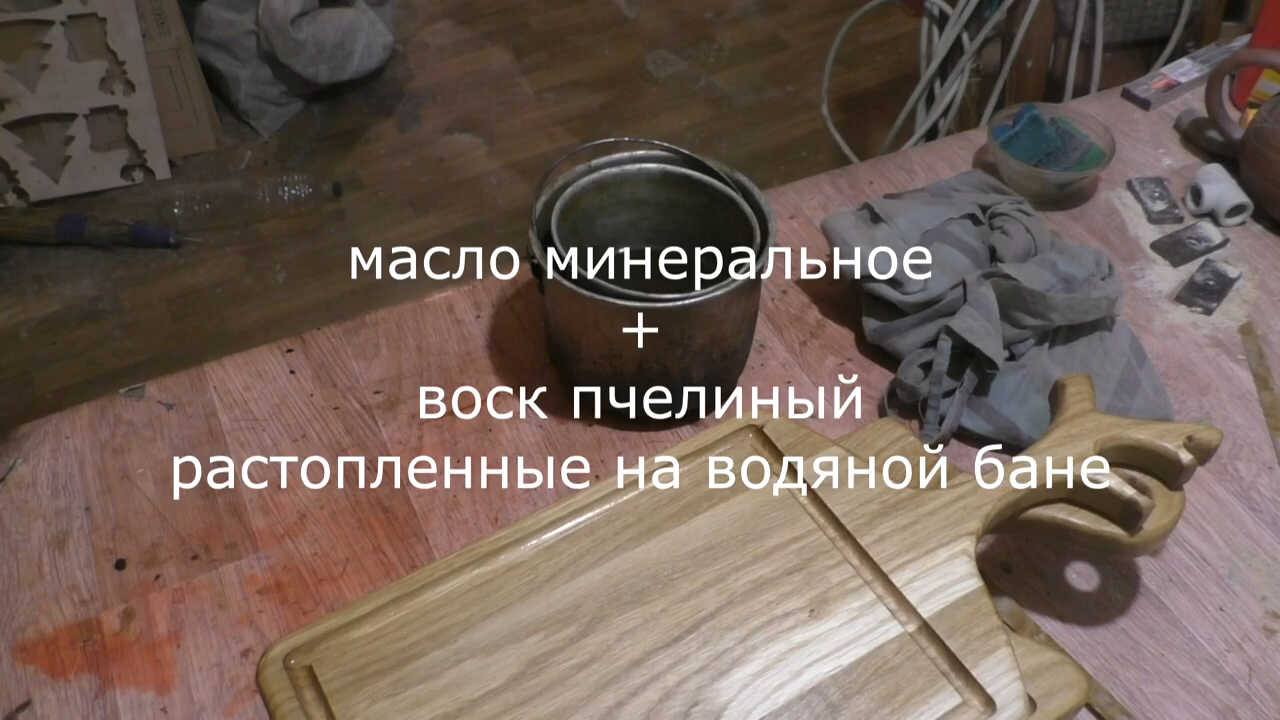 масло минеральное
+
воск пчелиный
растопленные на водяной бане